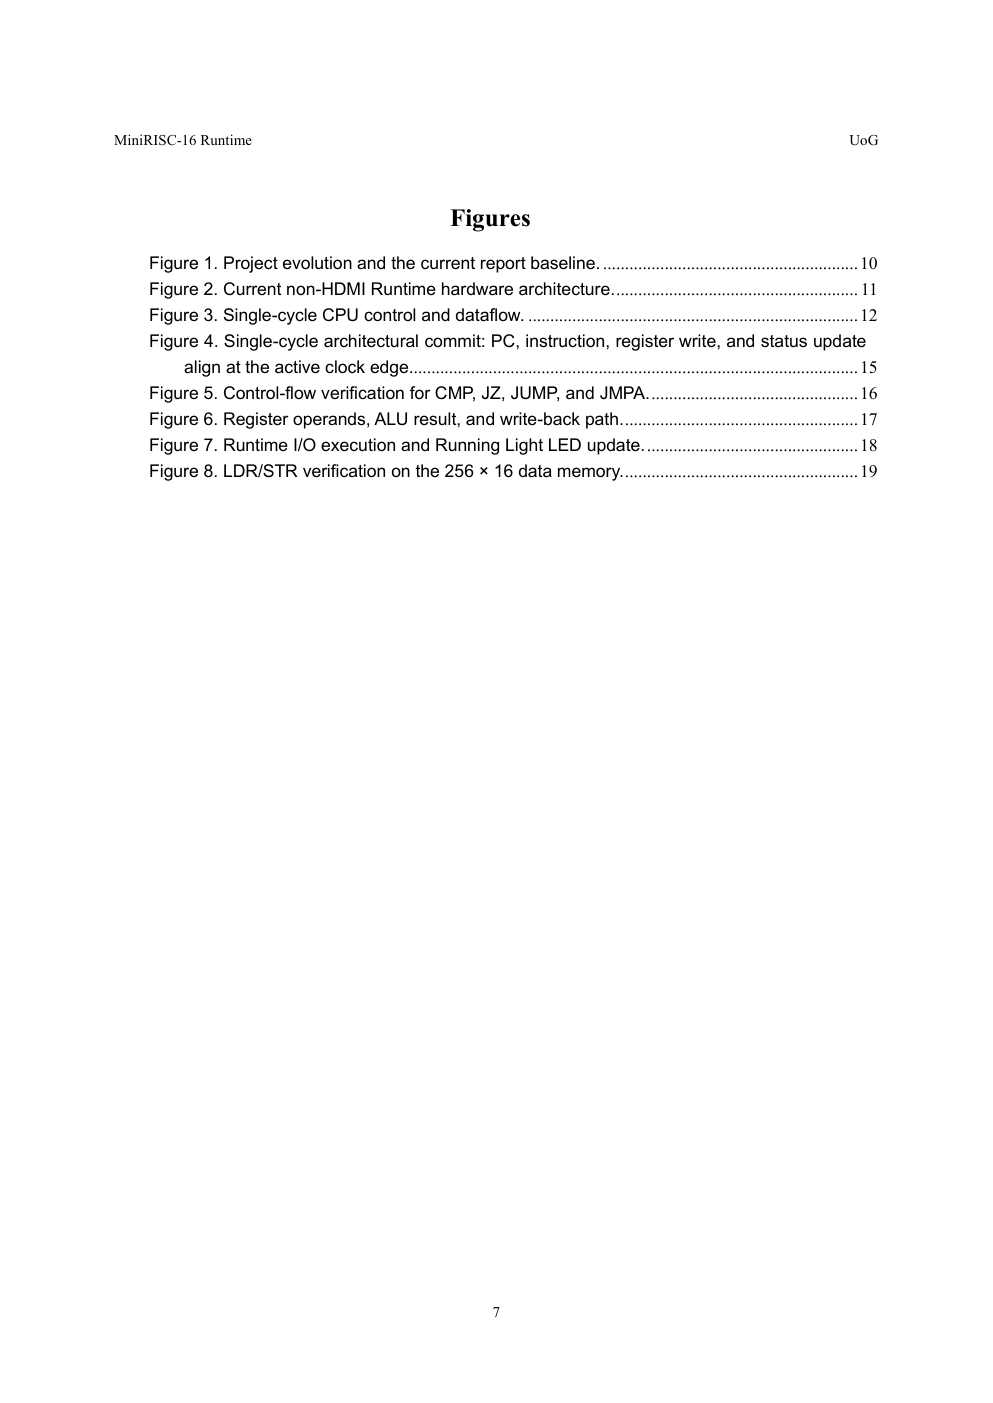 MiniRISC-16 Runtime UoG
Figures
Figure 1. Project evolution and the current report baseline. .......................................................... 10
Figure 2. Current non-HDMI Runtime hardware architecture. ....................................................... 11
Figure 3. Single-cycle CPU control and dataflow. ........................................................................... 12
Figure 4. Single-cycle architectural commit: PC, instruction, register write, and status update
align at the active clock edge...................................................................................................... 15
Figure 5. Control-flow verification for CMP, JZ, JUMP, and JMPA. ............................................... 16
Figure 6. Register operands, ALU result, and write-back path. ..................................................... 17
Figure 7. Runtime I/O execution and Running Light LED update. ................................................ 18
Figure 8. LDR/STR verification on the 256 × 16 data memory. ..................................................... 19
7